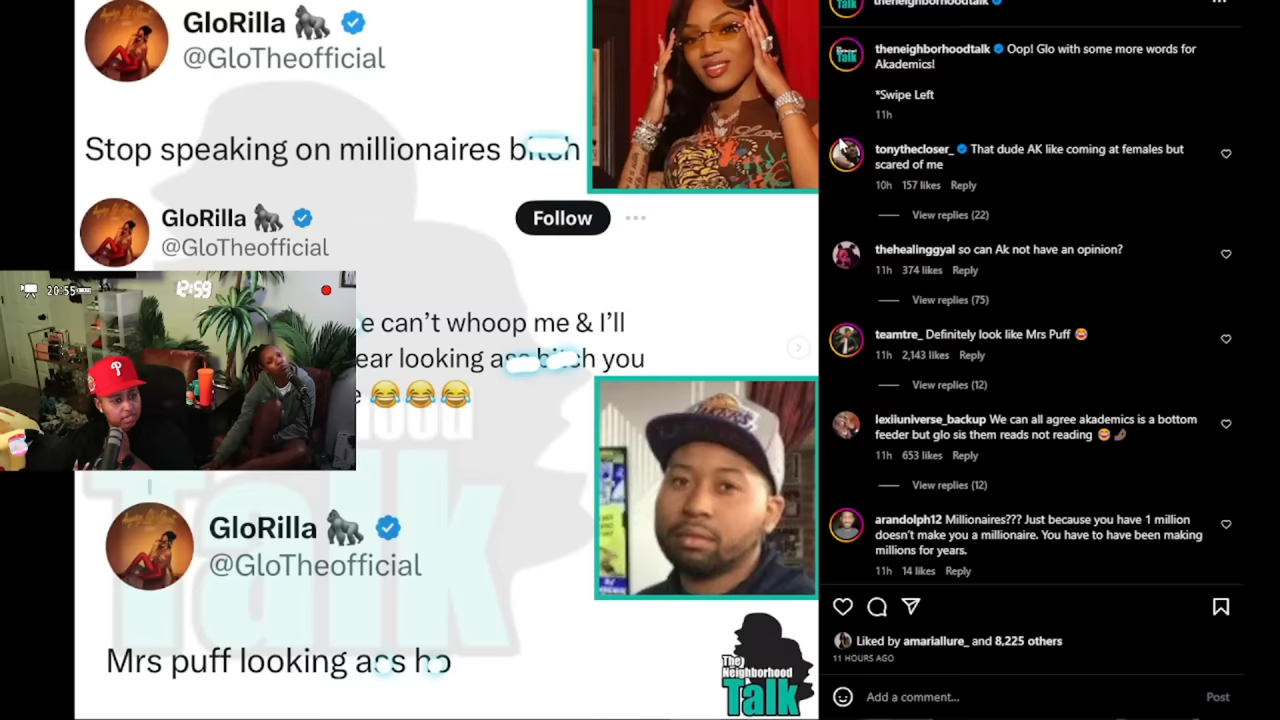 GloRilla 🦍
@GloTheofficial
Stop speaking on millionaires bitch
GloRilla 🦍
@GloTheofficial
Follow
e can't whoop me & I'll
ear looking ass bitch you
e 😂😂😂
20:55
12:59
GloRilla 🦍
@GloTheofficial
Mrs puff looking ass ho
The
Neighborhood
Talk
theneighborhoodtalk
theneighborhoodtalk Oop! Glo with some more words for
Akademics!
*Swipe Left
11h
tonythecloser_ That dude AK like coming at females but
scared of me
10h 157 likes Reply
View replies (22)
thehealinggyal so can Ak not have an opinion?
11h 374 likes Reply
View replies (75)
teamtre_ Definitely look like Mrs Puff 😂
11h 2,143 likes Reply
View replies (12)
lexiiuniverse_backup We can all agree akademics is a bottom
feeder but glo sis them reads not reading 😂🤌🏾
11h 653 likes Reply
View replies (12)
arandolph12 Millionaires??? Just because you have 1 million
doesn't make you a millionaire. You have to have been making
millions for years.
11h 14 likes Reply
Liked by amariallure_ and 8,225 others
11 HOURS AGO
Add a comment...
Post